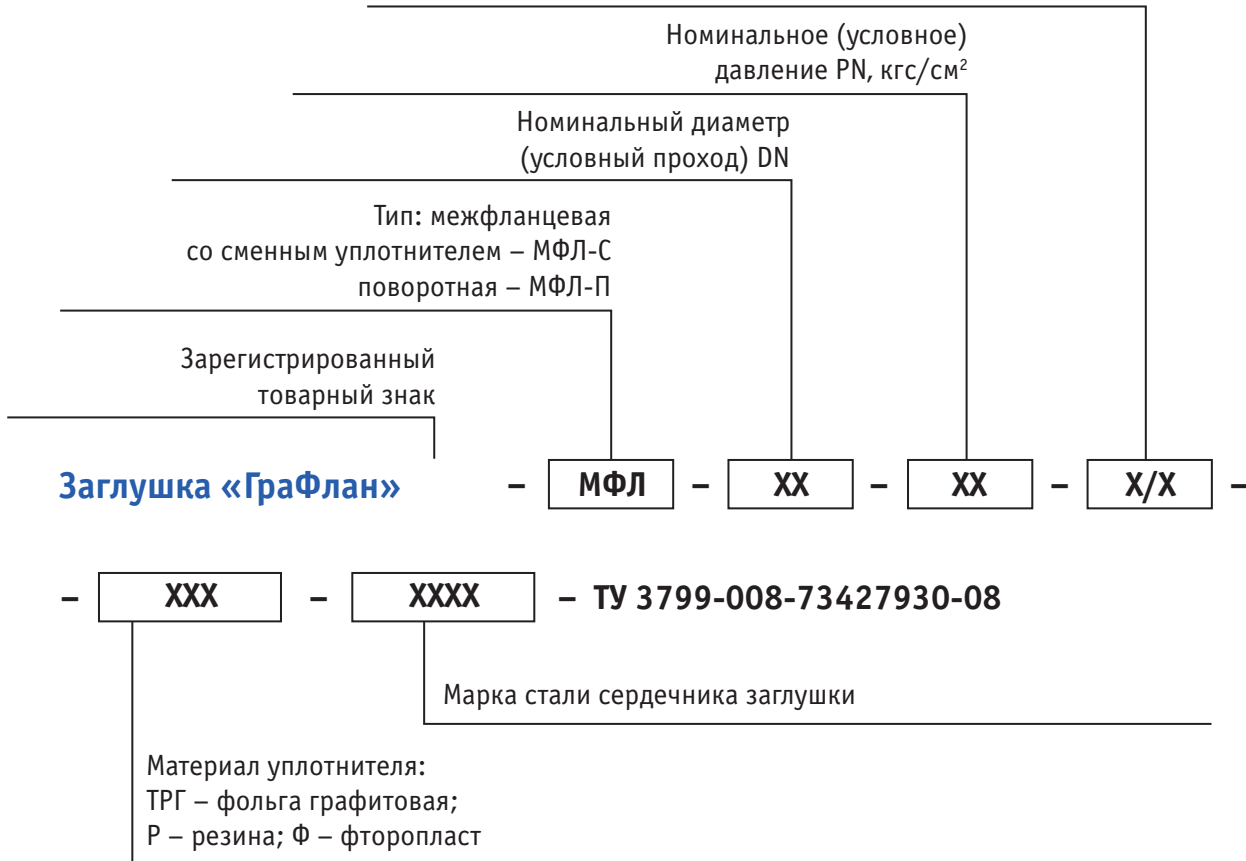 Номинальное (условное)
давление PN, кгс/см²
Номинальный диаметр
(условный проход) DN
Тип: межфланцевая
со сменным уплотнителем – МФЛ-С
поворотная – МФЛ-П
Зарегистрированный
товарный знак
Заглушка «ГраФлан» – МФЛ – XX – XX – X/X –
– XXX – XXXX – ТУ 3799-008-73427930-08
Марка стали сердечника заглушки
Материал уплотнителя:
ТРГ – фольга графитовая;
Р – резина; Ф – фторопласт